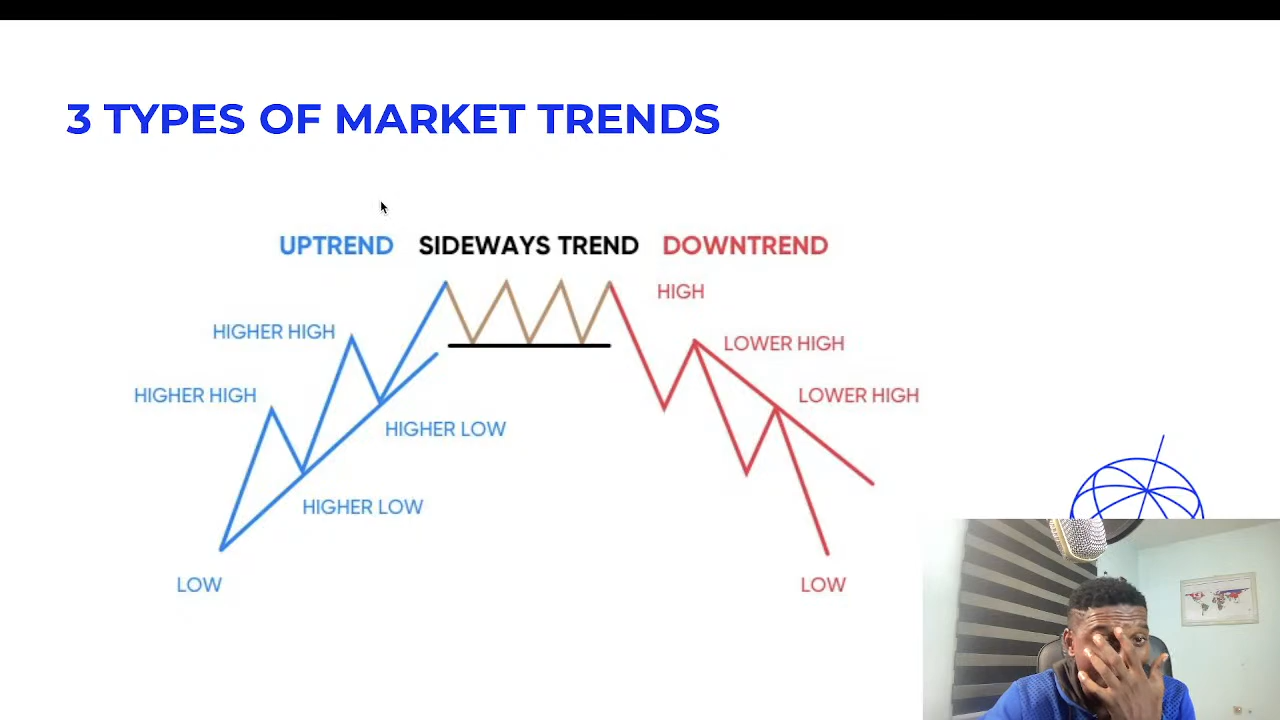 3 TYPES OF MARKET TRENDS
UPTREND
SIDEWAYS TREND
DOWNTREND
HIGH
HIGHER HIGH
LOWER HIGH
HIGHER HIGH
LOWER HIGH
HIGHER LOW
HIGHER LOW
LOW
LOW